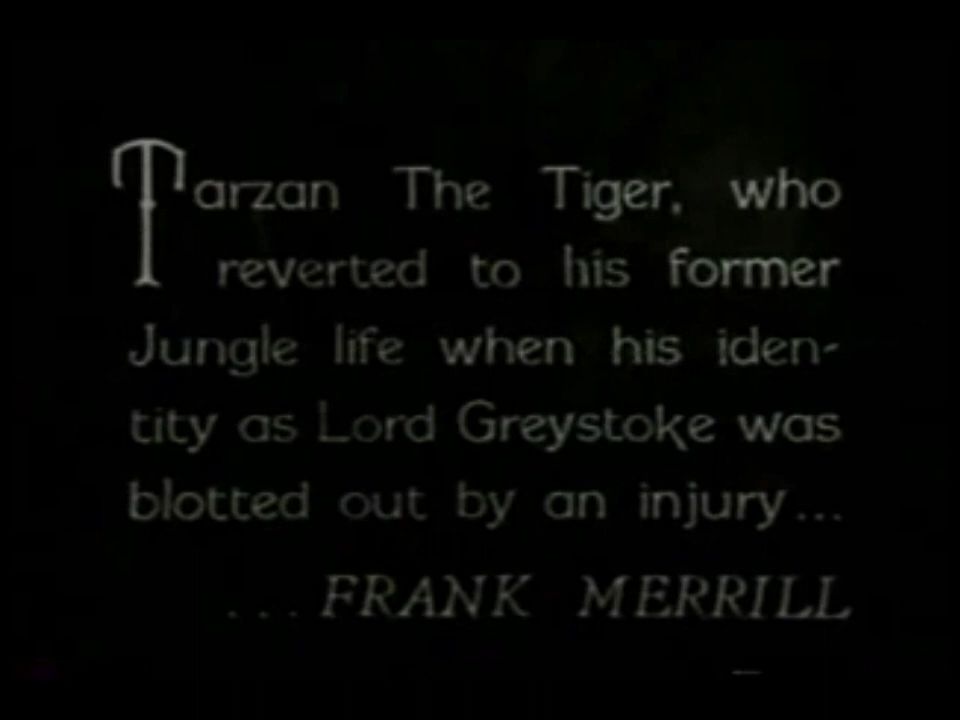 Tarzan The Tiger, who
reverted to his former
Jungle life when his iden-
tity as Lord Greystoke was
blotted out by an injury...
...FRANK MERRILL